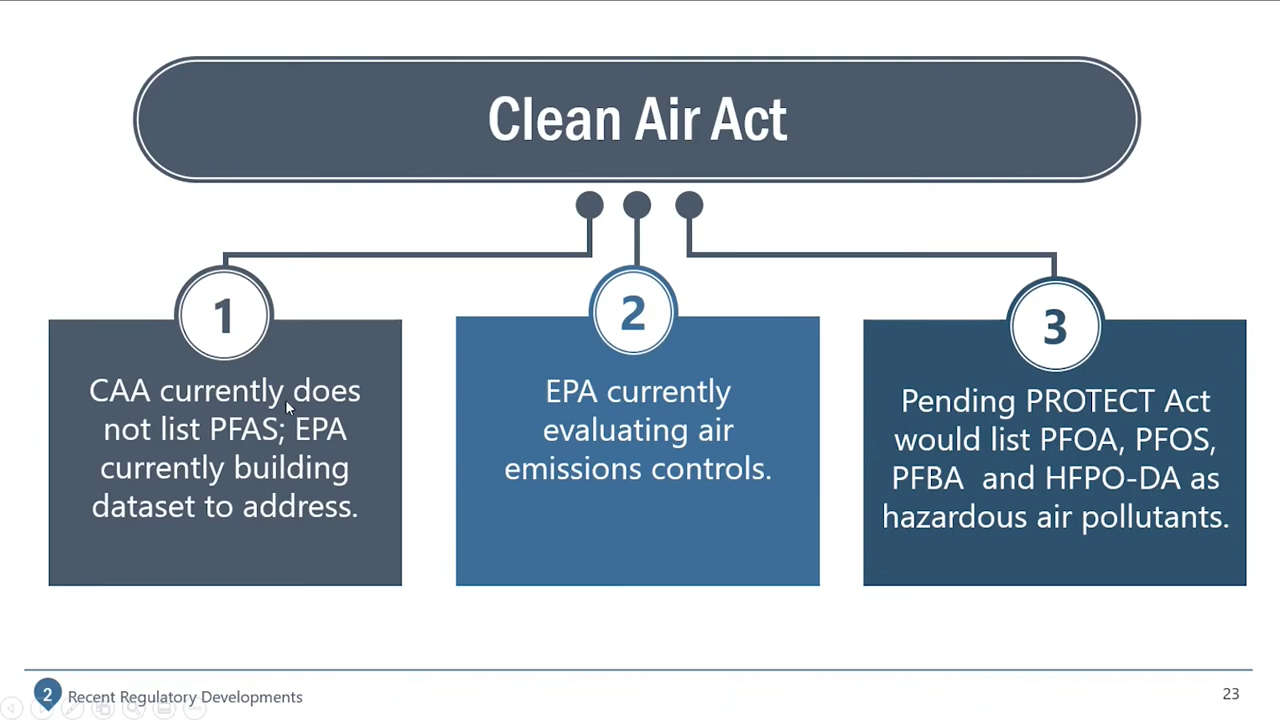 Clean Air Act
1
CAA currently does
not list PFAS; EPA
currently building
dataset to address.
2
EPA currently
evaluating air
emissions controls.
3
Pending PROTECT Act
would list PFOA, PFOS,
PFBA  and HFPO-DA as
hazardous air pollutants.
2 Recent Regulatory Developments
23